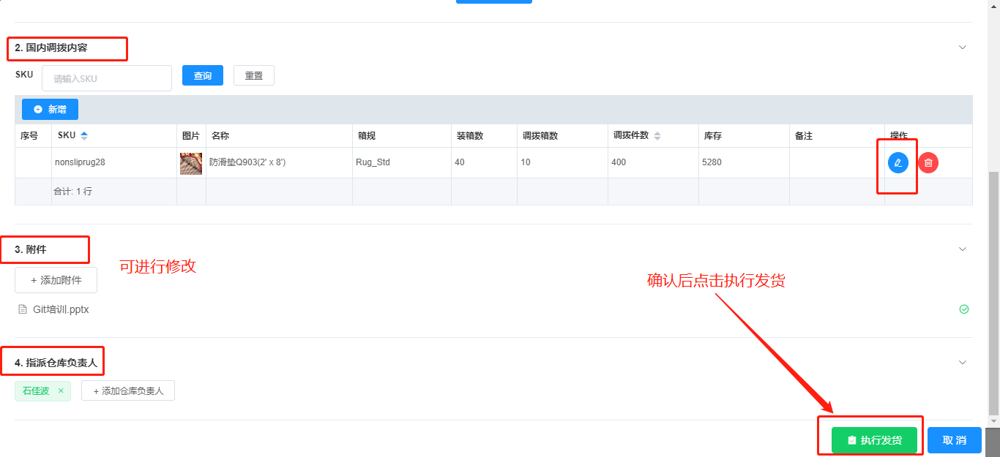 2. 国内调拨内容
SKU 请输入SKU 查询 重置
新增
序号 SKU 图片 名称 箱规 装箱数 调拨箱数 调拨件数 库存 备注 操作
nonsliprug28 防滑垫Q903(2' x 8') Rug_Std 40 10 400 5280
合计: 1 行
3. 附件
可进行修改
+ 添加附件
确认后点击执行发货
Git培训.pptx
4. 指派仓库负责人
石佳波 × + 添加仓库负责人
执行发货 取 消